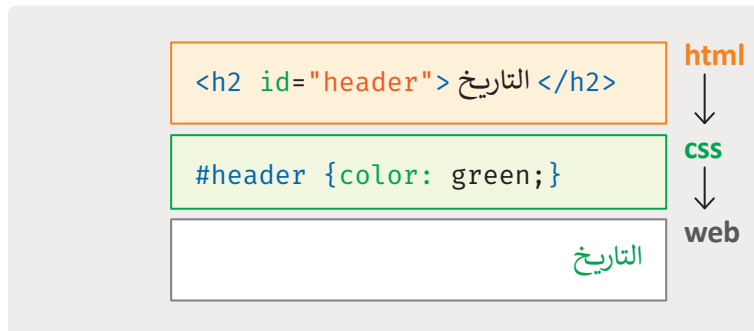 html
<h2 id="header"> التاريخ </h2>
css
#header {color: green;}
web
التاريخ